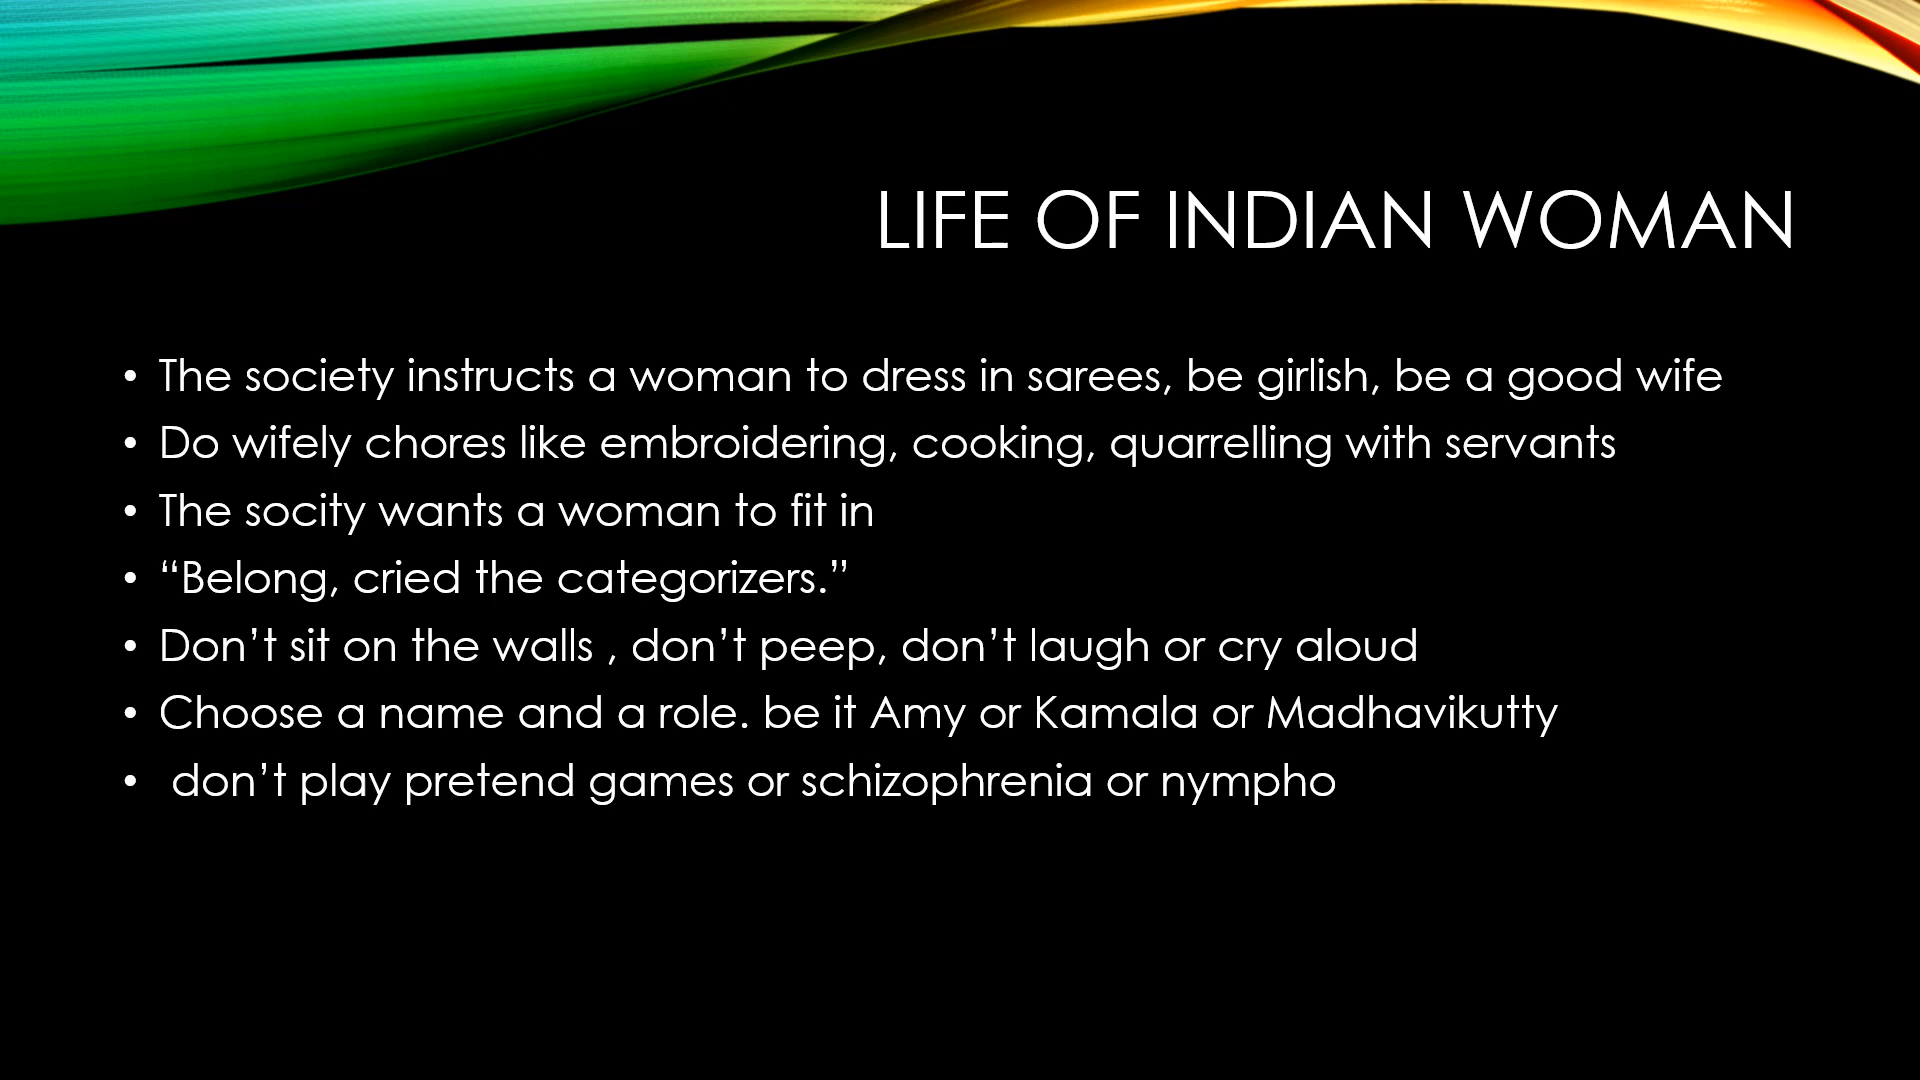 LIFE OF INDIAN WOMAN
• The society instructs a woman to dress in sarees, be girlish, be a good wife
• Do wifely chores like embroidering, cooking, quarrelling with servants
• The socity wants a woman to fit in
• “Belong, cried the categorizers.”
• Don’t sit on the walls , don’t peep, don’t laugh or cry aloud
• Choose a name and a role. be it Amy or Kamala or Madhavikutty
• don’t play pretend games or schizophrenia or nympho